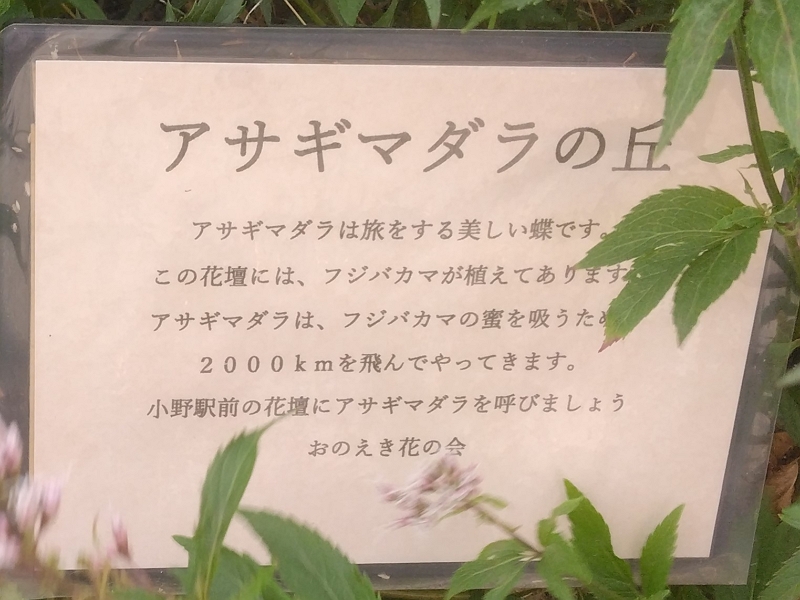 アサギマダラの丘
アサギマダラは旅をする美しい蝶です。
この花壇には、フジバカマが植えてあります
アサギマダラは、フジバカマの蜜を吸うため
２０００ｋｍを飛んでやってきます。
小野駅前の花壇にアサギマダラを呼びましょう
おのえき花の会